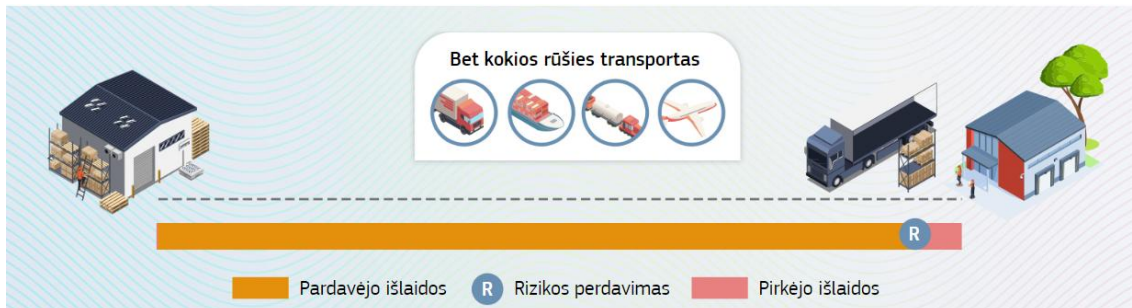 Bet kokios rūšies transportas
R
Pardavėjo išlaidos R Rizikos perdavimas Pirkėjo išlaidos